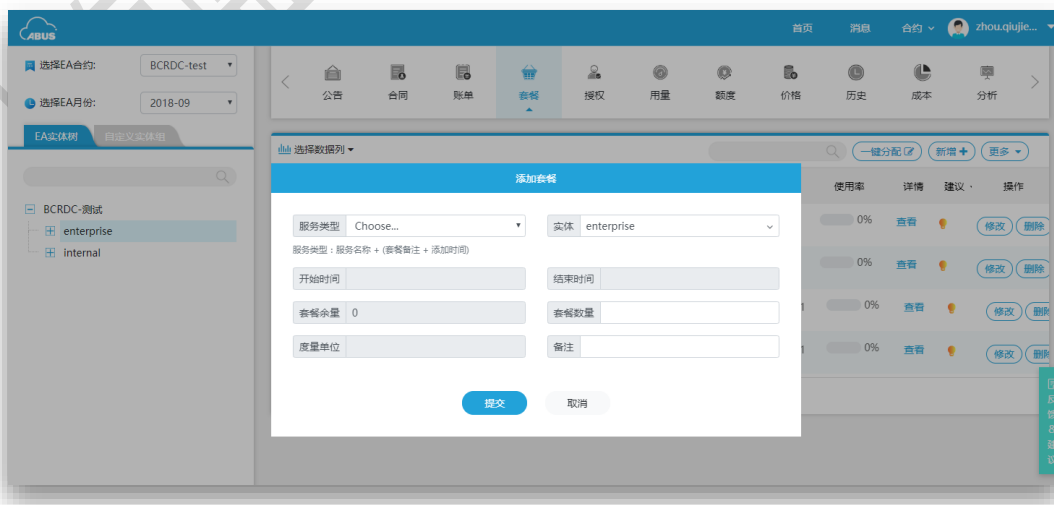 ABUS
首页 消息 合约 zhou.qiujie...
选择EA合约: BCRDC-test
选择EA月份: 2018-09
公告 合同 账单 套餐 授权 用量 额度 价格 历史 成本 分析
EA实体树 自定义实体组
选择数据列
一键分配 新增 更多
添加套餐
使用率 详情 建议 操作
BCRDC-测试
enterprise
internal
服务类型 Choose... 实体 enterprise
服务类型：服务名称 + (套餐备注 + 添加时间)
开始时间 结束时间
套餐余量 0 套餐数量
度量单位 备注
提交 取消
0% 查看 修改 删除
0% 查看 修改 删除
1 0% 查看 修改 删除
1 0% 查看 修改 删除